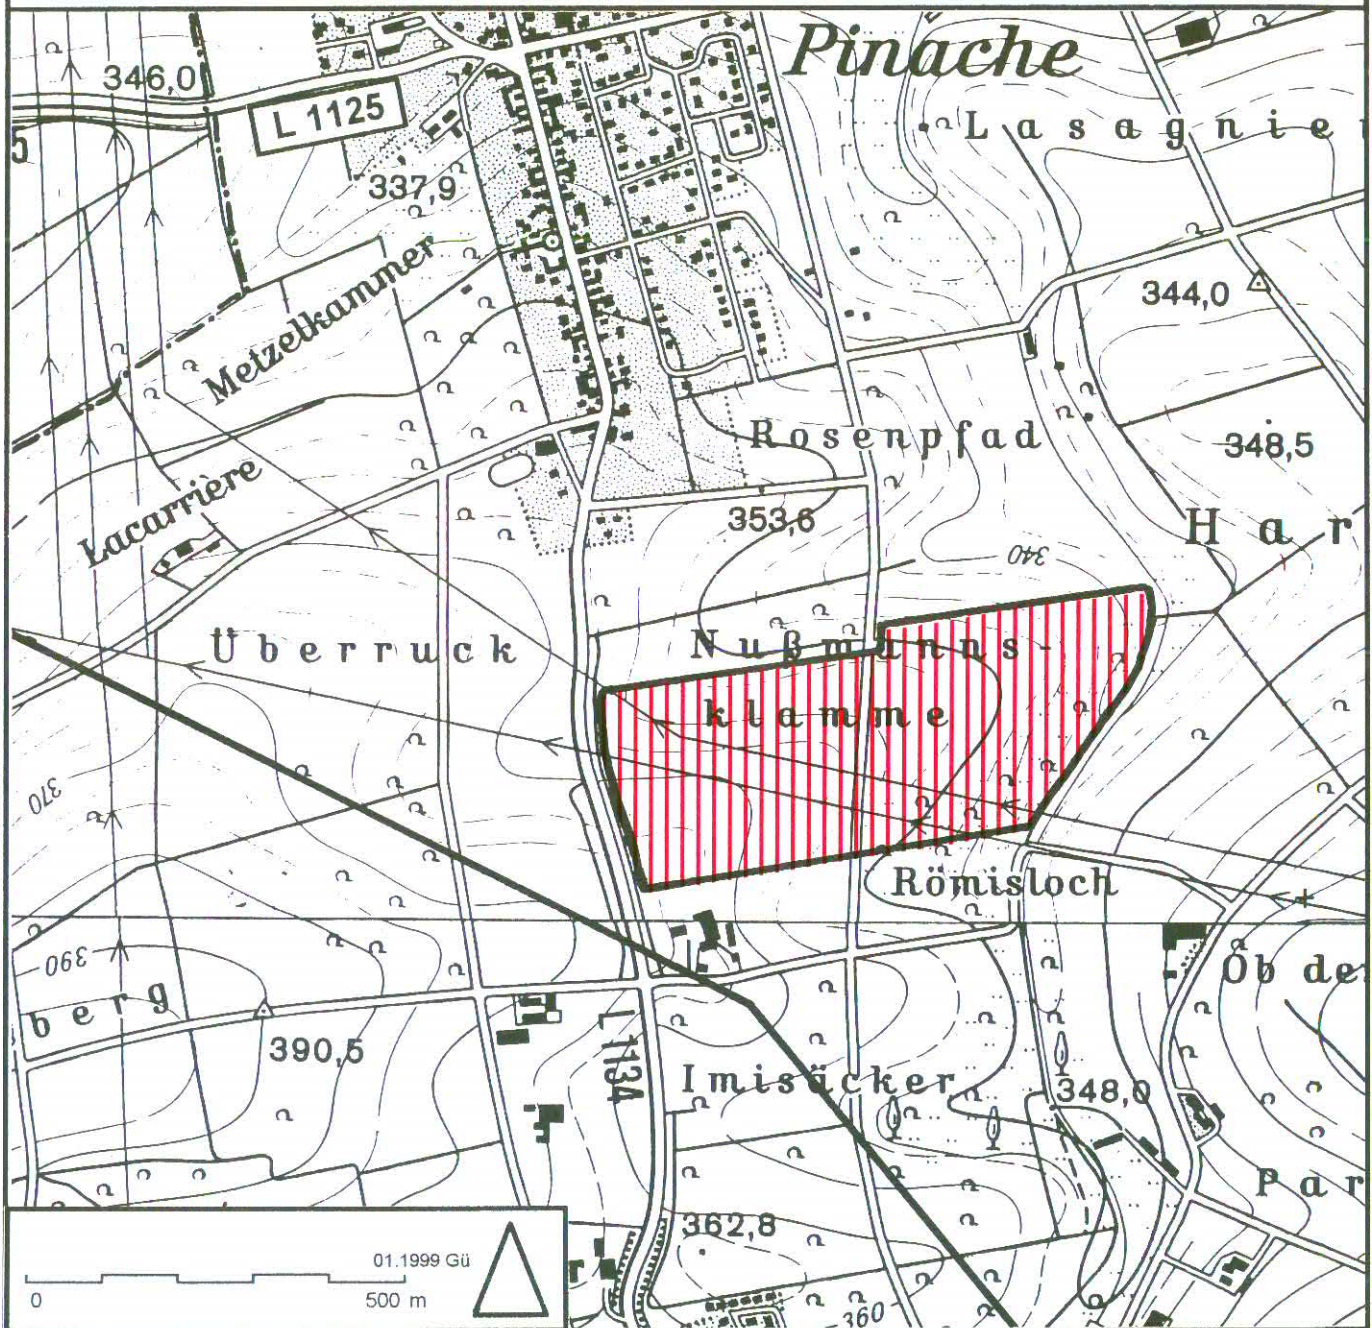 Pinache
346,0
L 1125
Lasagnie
5
337,9
Metzelkammer
344,0
Rosenpfad
348,5
Lacarrière
353,6
Har
340
Überruck
Nußmanns-
klamme
370
Römisloch
390
Ob de
berg
390,5
L 1134
Imisäcker
348,0
Par
362,8
01.1999 Gü
0 500 m
360